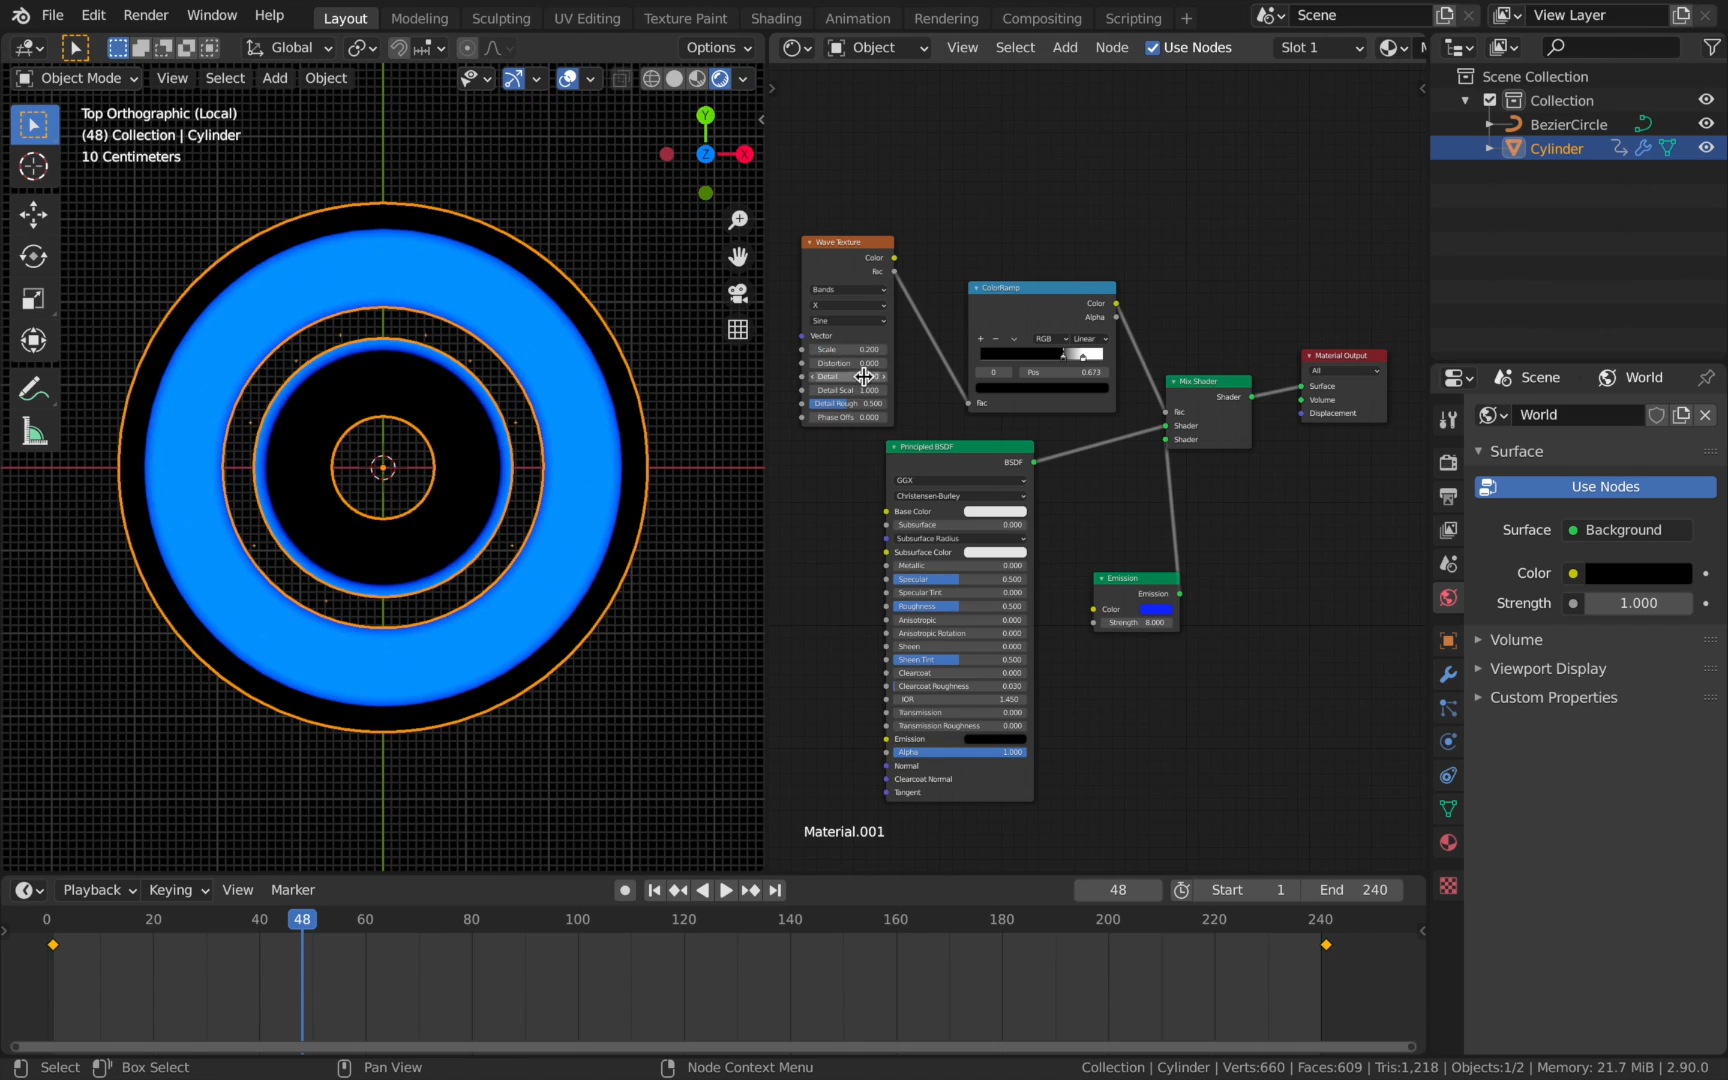 File Edit Render Window Help Layout Modeling Sculpting UV Editing Texture Paint Shading Animation Rendering Compositing Scripting + Scene View Layer
Global Options Object View Select Add Node Use Nodes Slot 1
Object Mode View Select Add Object
Top Orthographic (Local)
(48) Collection | Cylinder
10 Centimeters
Y
Z
X
Wave Texture
Color
Fac
Bands
X
Sine
Vector
Scale 0.200
Distortion 0.000
Detail
Detail Scal 1.000
Detail Rough 0.500
Phase Offs 0.000
ColorRamp
Color
Alpha
RGB Linear
0 Pos 0.673
Fac
Mix Shader
Shader
Fac
Shader
Shader
Material Output
All
Surface
Volume
Displacement
Principled BSDF
BSDF
GGX
Christensen-Burley
Base Color
Subsurface 0.000
Subsurface Radius
Subsurface Color
Metallic 0.000
Specular 0.500
Specular Tint 0.000
Roughness 0.500
Anisotropic 0.000
Anisotropic Rotation 0.000
Sheen 0.000
Sheen Tint 0.500
Clearcoat 0.000
Clearcoat Roughness 0.030
IOR 1.450
Transmission 0.000
Transmission Roughness 0.000
Emission
Alpha 1.000
Normal
Clearcoat Normal
Tangent
Emission
Emission
Color
Strength 8.000
Material.001
Scene Collection
Collection
BezierCircle
Cylinder
Scene World
World
Surface
Use Nodes
Surface Background
Color
Strength 1.000
Volume
Viewport Display
Custom Properties
Playback Keying View Marker 48 Start 1 End 240
0 20 40 48 60 80 100 120 140 160 180 200 220 240
Select Box Select Pan View Node Context Menu Collection | Cylinder | Verts:660 | Faces:609 | Tris:1,218 | Objects:1/2 | Memory: 21.7 MiB | 2.90.0